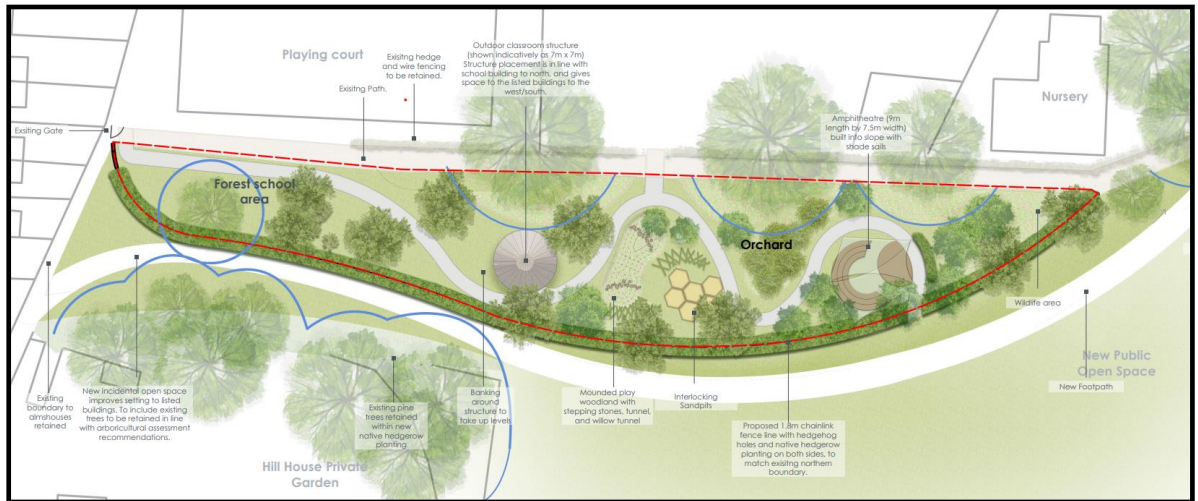 Playing court
Exisitng hedge
and wire fencing
to be retained.
Outdoor classroom structure
(shown indicatively as 7m x 7m)
Structure placement is in line with
school building to north, and gives
space to the listed buildings to the
west/south.
Exisitng Path.
Nursery
Amphitheatre (9m
length by 7.5m width)
built into slope with
shade sails
Exsiting Gate
Forest school
area
Orchard
Wildlife area
New Public
Open Space
New Footpath
Existing
boundary to
almshouses
retained
New incidental open space
improves setting to listed
buildings. To include existing
trees to be retained in line
with arboricultural assessment
recommendations.
Existing pine
trees retained
within new
native hedgerow
planting
Banking
around
structure to
take up levels
Mounded play
woodland with
stepping stones, tunnel,
and willow tunnel
Interlocking
Sandpits
Proposed 1.8m chainlink
fence line with hedgehog
holes and native hedgerow
planting on both sides, to
match exisitng northern
boundary.
Hill House Private
Garden